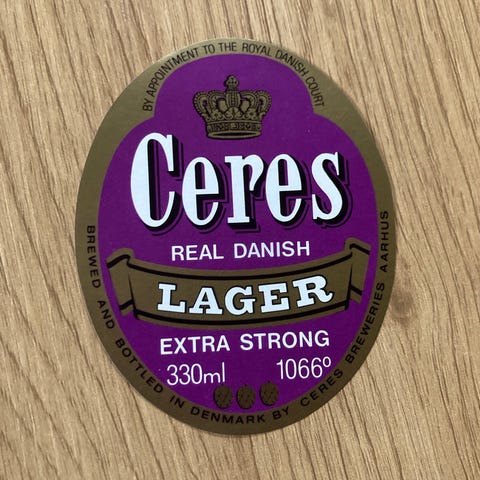 BY APPOINTMENT TO THE ROYAL DANISH COURT
Ceres
REAL DANISH
LAGER
EXTRA STRONG
330ml 1066º
BREWED AND BOTTLED IN DENMARK BY CERES BREWERIES AARHUS